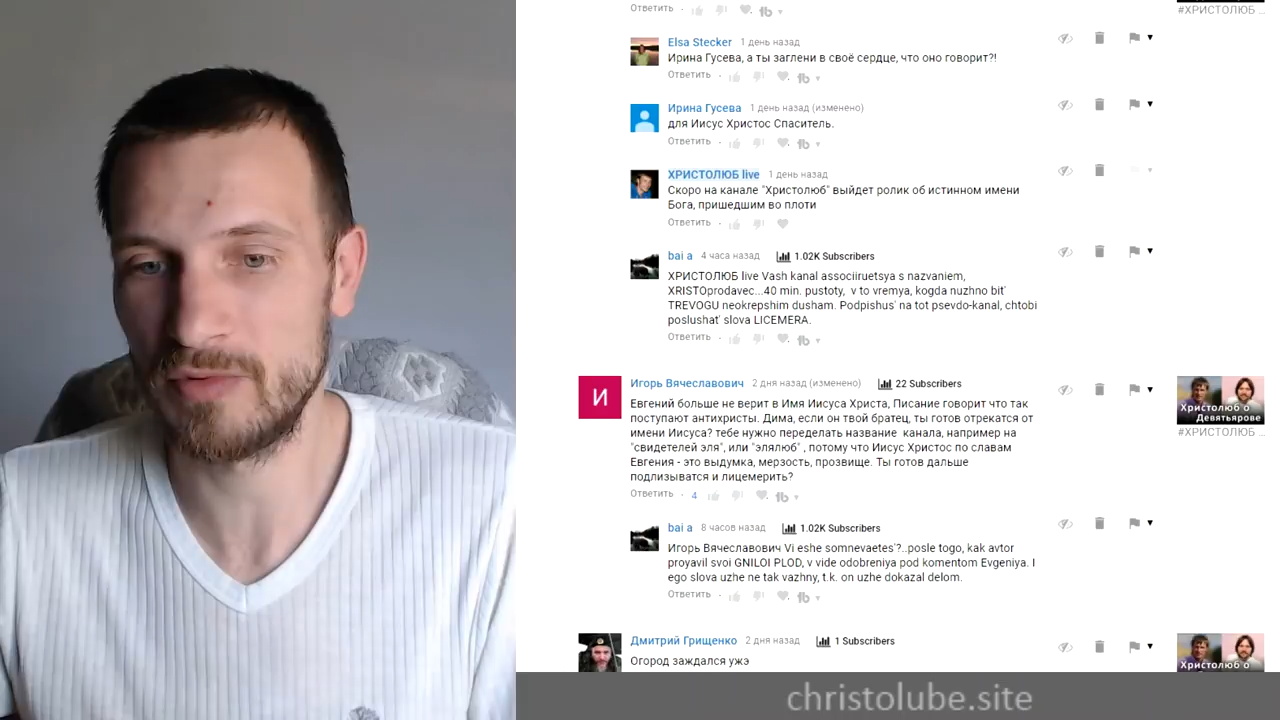 Ответить
#ХРИСТОЛЮБ ...
Elsa Stecker 1 день назад
Ирина Гусева, а ты заглени в своё сердце, что оно говорит?!
Ответить
Ирина Гусева 1 день назад (изменено)
для Иисус Христос Спаситель.
Ответить
ХРИСТОЛЮБ live 1 день назад
Скоро на канале "Христолюб" выйдет ролик об истинном имени
Бога, пришедшим во плоти
Ответить
bai a 4 часа назад 1.02K Subscribers
ХРИСТОЛЮБ live Vash kanal associiruetsya s nazvaniem,
XRISTOprodavec...40 min. pustoty, v to vremya, kogda nuzhno bit'
TREVOGU neokrepshim dusham. Podpishus' na tot psevdo-kanal, chtobi
poslushat' slova LICEMERA.
Ответить
И
Игорь Вячеславович 2 дня назад (изменено) 22 Subscribers
Евгений больше не верит в Имя Иисуса Христа, Писание говорит что так
поступают антихристы. Дима, если он твой братец, ты готов отрекатся от
имени Иисуса? тебе нужно переделать название канала, например на
"свидетелей эля", или "элялюб" , потому что Иисус Христос по славам
Евгения - это выдумка, мерзость, прозвище. Ты готов дальше
подлизыватся и лицемерить?
Ответить 4
Христолюб о
Девятьярове
#ХРИСТОЛЮБ ...
bai a 8 часов назад 1.02K Subscribers
Игорь Вячеславович Vi eshe somnevaetes'?..posle togo, kak avtor
proyavil svoi GNILOI PLOD, v vide odobreniya pod komentom Evgeniya. I
ego slova uzhe ne tak vazhny, t.k. on uzhe dokazal delom.
Ответить
Дмитрий Грищенко 2 дня назад 1 Subscribers
Огород заждался ужэ
Христолюб о
christolube.site